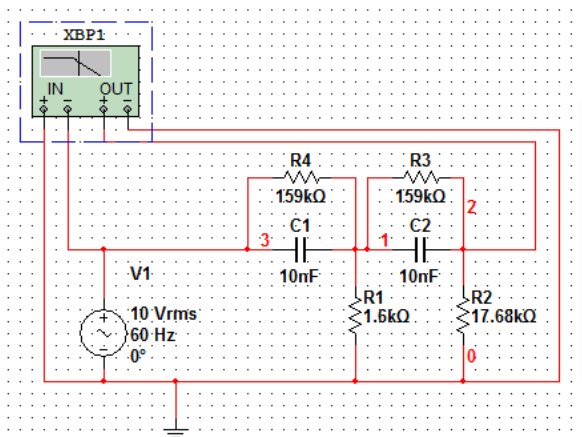 XBP1
IN OUT
+ − + −
R4
159kΩ
R3
159kΩ
2
3
C1
10nF
1
C2
10nF
V1
10 Vrms
60 Hz
0°
R1
1.6kΩ
R2
17.68kΩ
0